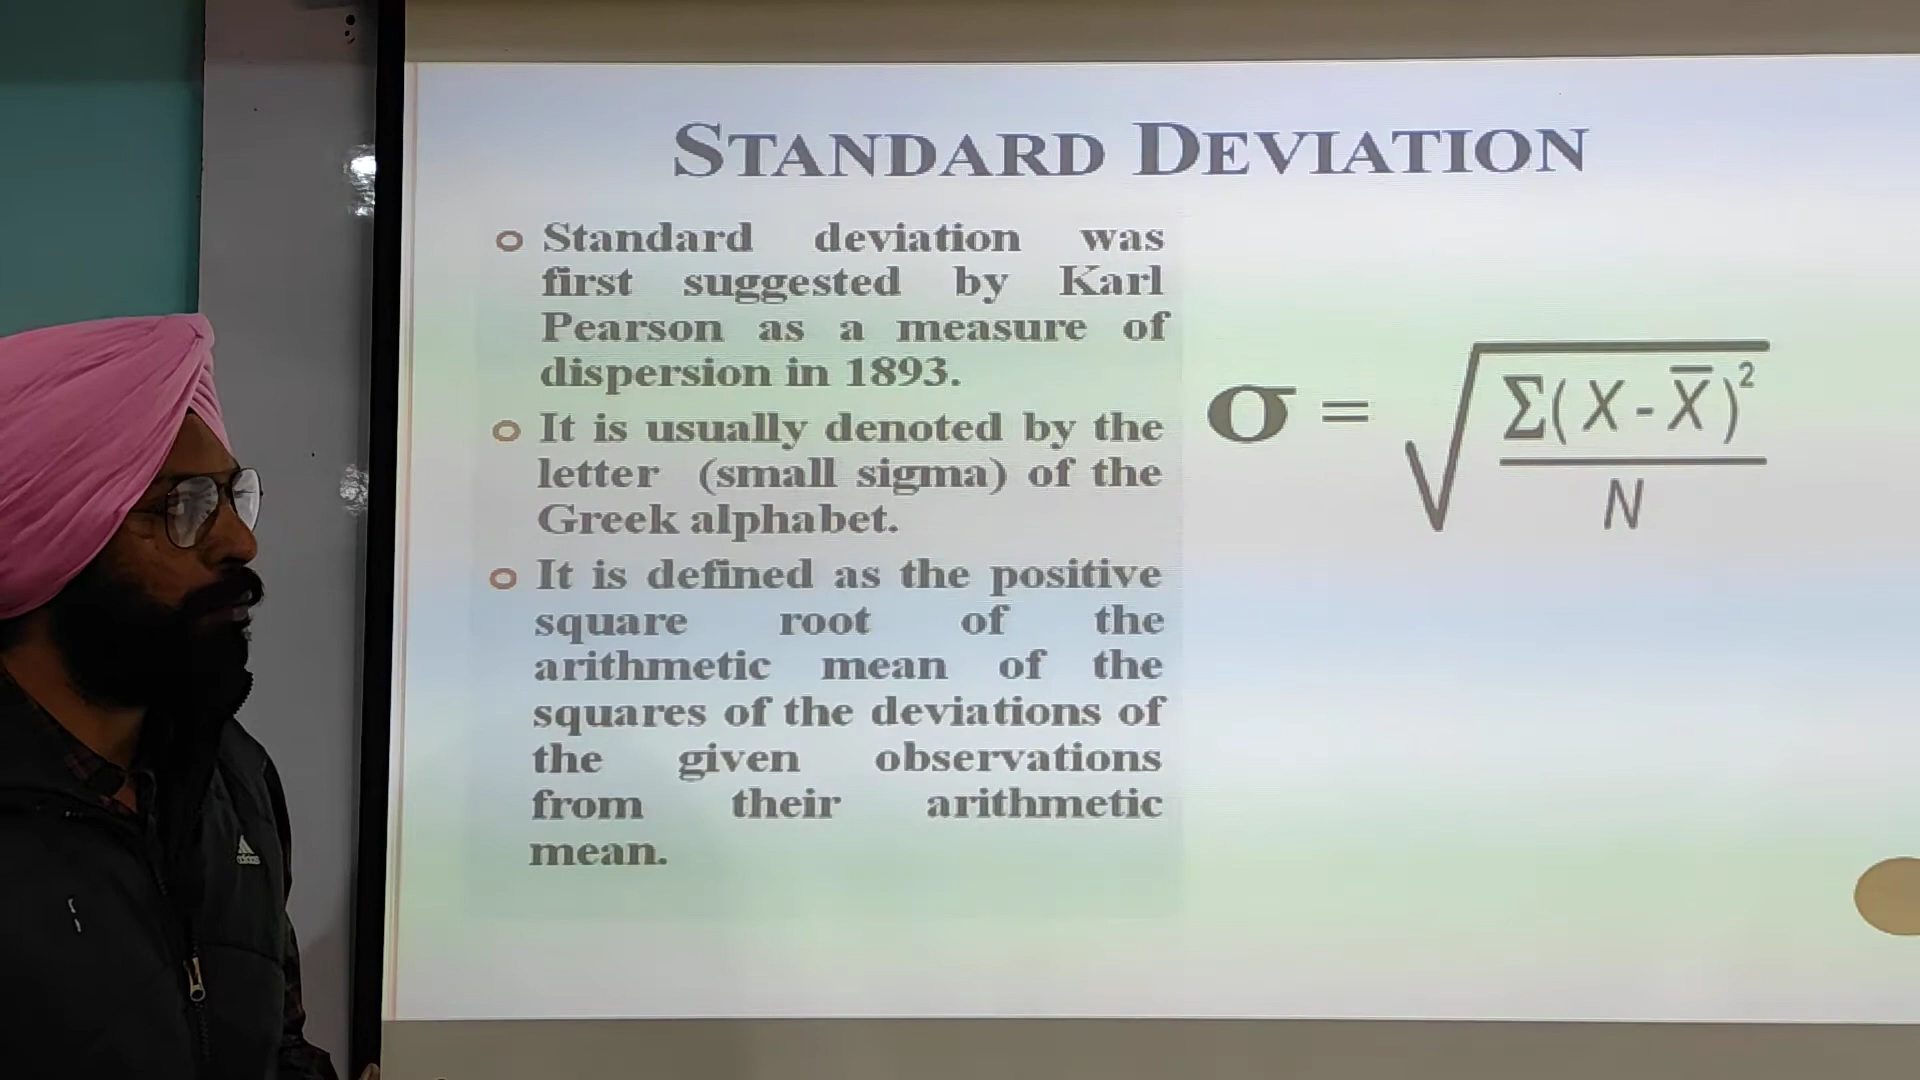 STANDARD DEVIATION
Standard deviation was
first suggested by Karl
Pearson as a measure of
dispersion in 1893.
It is usually denoted by the
letter (small sigma) of the
Greek alphabet.
It is defined as the positive
square root of the
arithmetic mean of the
squares of the deviations of
the given observations
from their arithmetic
mean.
σ = √(Σ(X - X̅)² / N)
adidas